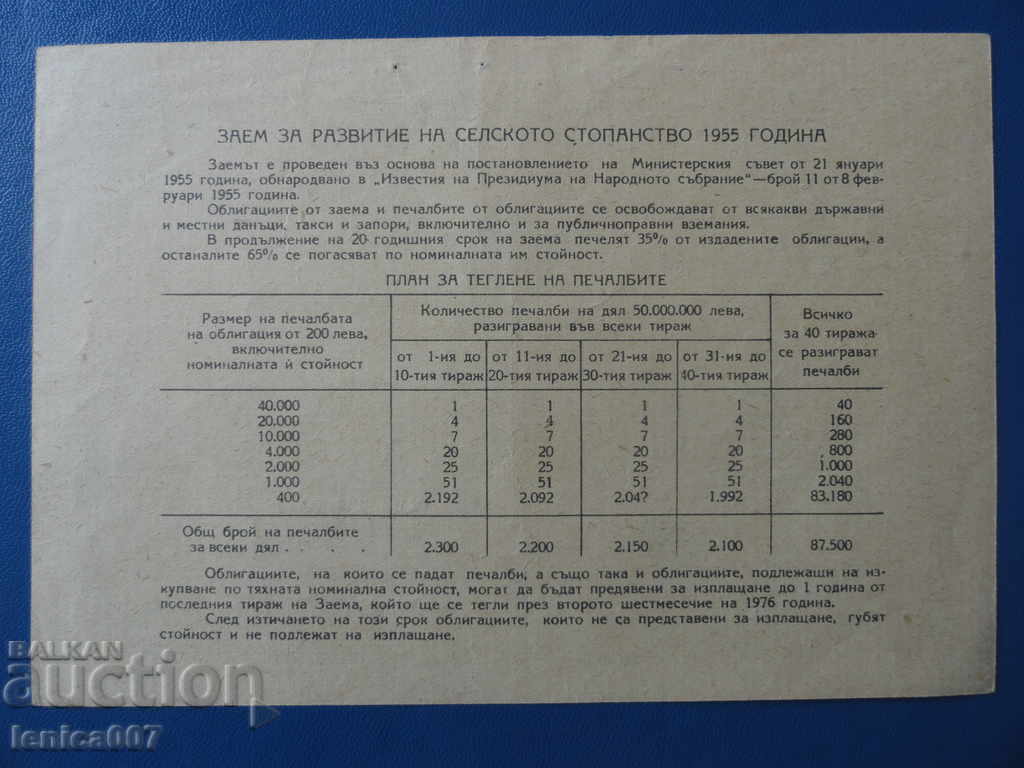 ЗАЕМ ЗА РАЗВИТИЕ НА СЕЛСКОТО СТОПАНСТВО 1955 ГОДИНА
Заемът е проведен въз основа на постановлението на Министерския съвет от 21 януари
1955 година, обнародвано в „Известия на Президиума на Народното събрание“—брой 11 от 8 фев-
руари 1955 година.
Облигациите от заема и печалбите от облигациите се освобождават от всякакви държавни
и местни данъци, такси и запори, включително и за публичноправни вземания.
В продължение на 20-годишния срок на заема печелят 35% от издадените облигации, а
останалите 65% се погасяват по номиналната им стойност.
ПЛАН ЗА ТЕГЛЕНЕ НА ПЕЧАЛБИТЕ
Размер на печалбата
на облигация от 200 лева,
включително
номиналната ѝ стойност
Количество печалби на дял 50.000.000 лева,
разигравани във всеки тираж
Всичко
за 40 тиража
се разиграват
печалби
от 1-ия до от 11-ия до от 21-ия до от 31-ия до
10-тия тираж 20-тия тираж 30-тия тираж 40-тия тираж
40.000 1 1 1 1 40
20.000 4 4 4 4 160
10.000 7 7 7 7 280
4.000 20 20 20 20 800
2.000 25 25 25 25 1.000
1.000 51 51 51 51 2.040
400 2.192 2.092 2.04? 1.992 83.180
Общ брой на печалбите
за всеки дял . . . . . 2.300 2.200 2.150 2.100 87.500
Облигациите, на които се падат печалби, а също така и облигациите, подлежащи на из-
купване по тяхната номинална стойност, могат да бъдат предявени за изплащане до 1 година от
последния тираж на Заема, който ще се тегли през второто шестмесечие на 1976 година.
След изтичането на този срок облигациите, които не са представени за изплащане, губят
стойност и не подлежат на изплащане.
BALKAN
auction
lenica007